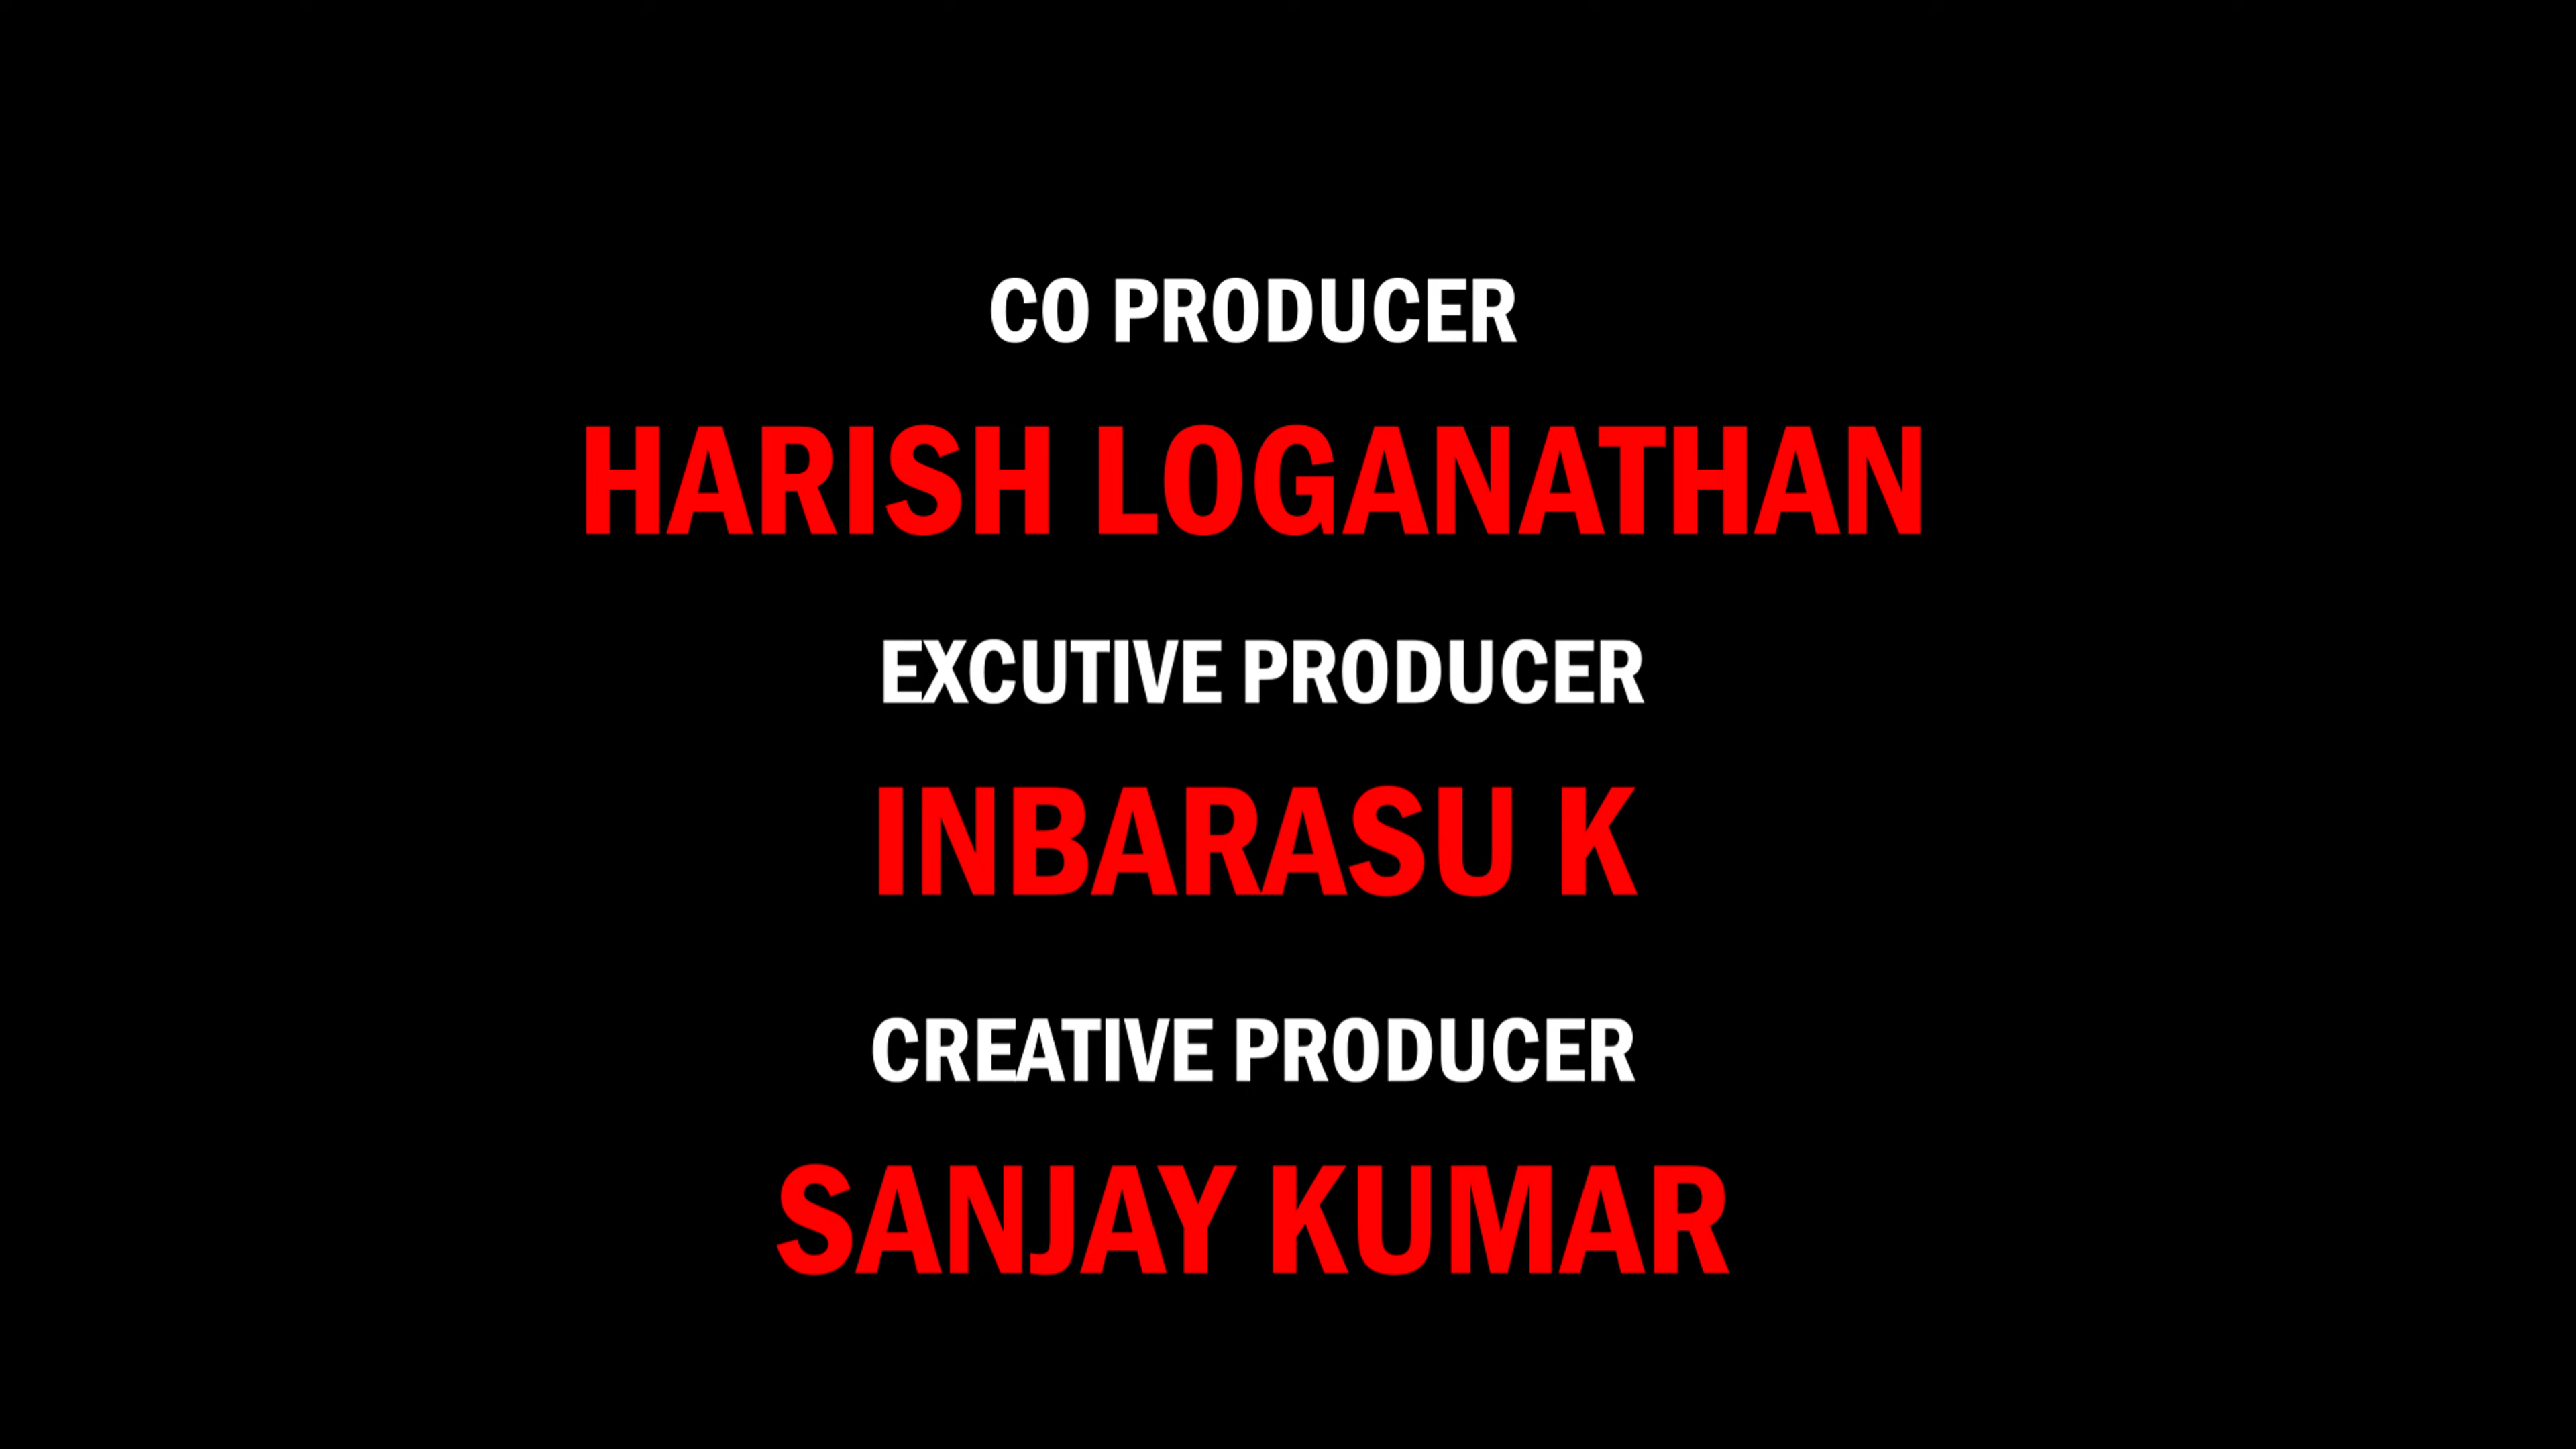 CO PRODUCER
HARISH LOGANATHAN
EXCUTIVE PRODUCER
INBARASU K
CREATIVE PRODUCER
SANJAY KUMAR